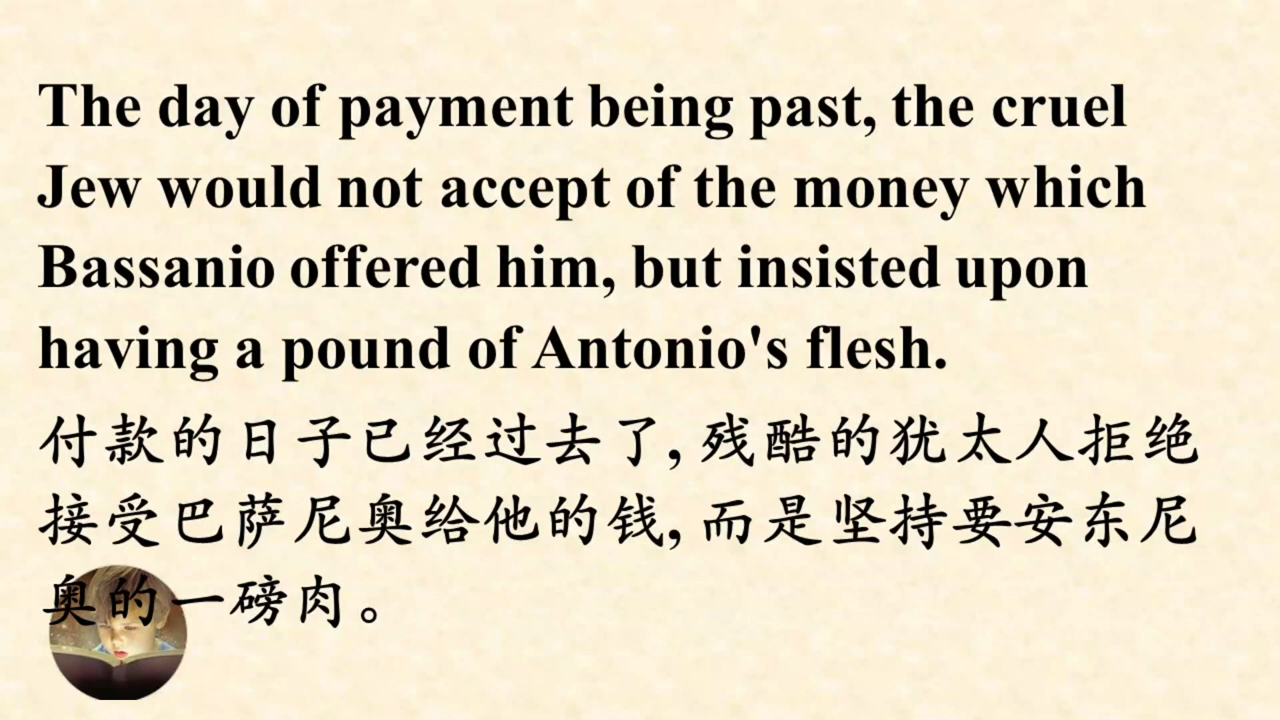 The day of payment being past, the cruel
Jew would not accept of the money which
Bassanio offered him, but insisted upon
having a pound of Antonio's flesh.
付款的日子已经过去了, 残酷的犹太人拒绝
接受巴萨尼奥给他的钱, 而是坚持要安东尼
奥的一磅肉。